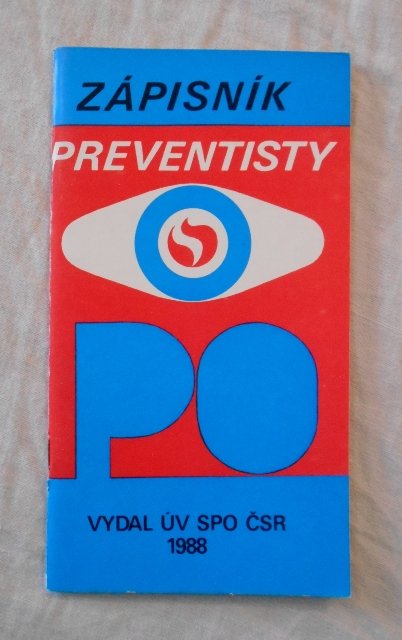 ZÁPISNÍK
PREVENTISTY
PO
VYDAL ÚV SPO ČSR
1988